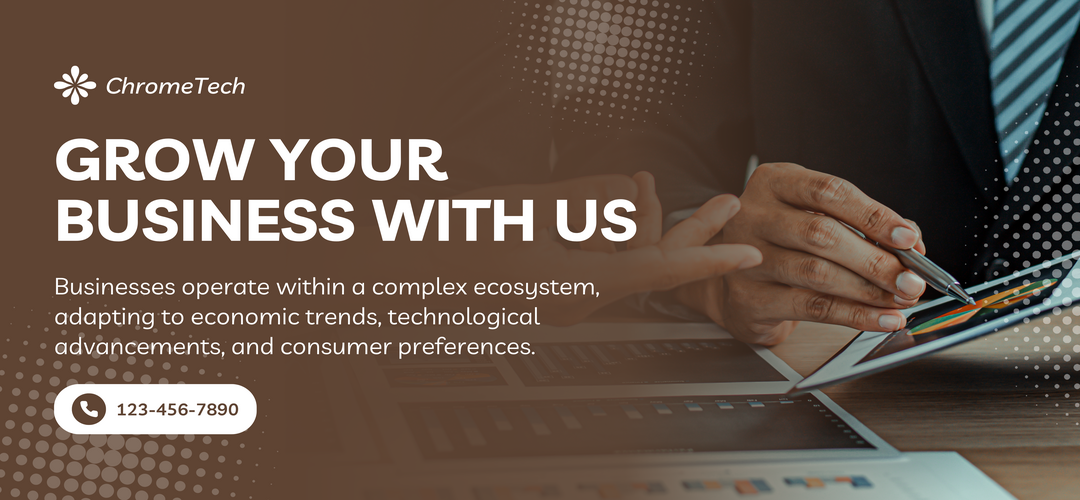 ChromeTech
GROW YOUR
BUSINESS WITH US
Businesses operate within a complex ecosystem,
adapting to economic trends, technological
advancements, and consumer preferences.
123-456-7890